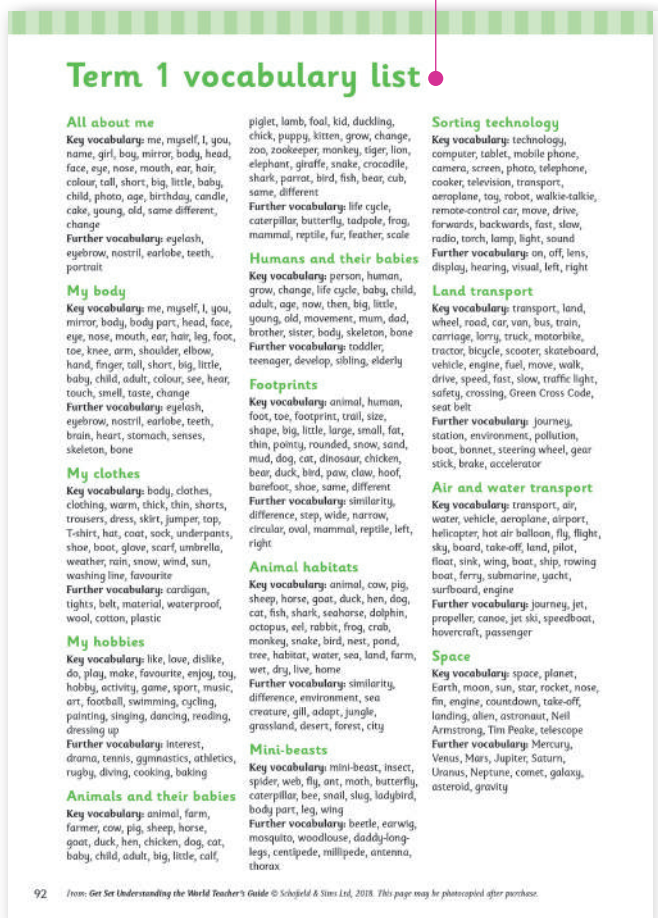 Term 1 vocabulary list
All about me
Key vocabulary: me, myself, I, you,
name, girl, boy, mirror, body, head,
face, eye, nose, mouth, ear, hair,
colour, tall, short, big, little, baby,
child, photo, age, birthday, candle,
cake, young, old, same different,
change
Further vocabulary: eyelash,
eyebrow, nostril, earlobe, teeth,
portrait
My body
Key vocabulary: me, myself, I, you,
mirror, body, body part, head, face,
eye, nose, mouth, ear, hair, leg, foot,
toe, knee, arm, shoulder, elbow,
hand, finger, tall, short, big, little,
baby, child, adult, colour, see, hear,
touch, smell, taste, change
Further vocabulary: eyelash,
eyebrow, nostril, earlobe, teeth,
brain, heart, stomach, senses,
skeleton, bone
My clothes
Key vocabulary: body, clothes,
clothing, warm, thick, thin, shorts,
trousers, dress, skirt, jumper, top,
T-shirt, hat, coat, sock, underpants,
shoe, boot, glove, scarf, umbrella,
weather, rain, snow, wind, sun,
washing line, favourite
Further vocabulary: cardigan,
tights, belt, material, waterproof,
wool, cotton, plastic
My hobbies
Key vocabulary: like, love, dislike,
do, play, make, favourite, enjoy, toy,
hobby, activity, game, sport, music,
art, football, swimming, cycling,
painting, singing, dancing, reading,
dressing up
Further vocabulary: interest,
drama, tennis, gymnastics, athletics,
rugby, diving, cooking, baking
Animals and their babies
Key vocabulary: animal, farm,
farmer, cow, pig, sheep, horse,
goat, duck, hen, chicken, dog, cat,
baby, child, adult, big, little, calf,
piglet, lamb, foal, kid, duckling,
chick, puppy, kitten, grow, change,
zoo, zookeeper, monkey, tiger, lion,
elephant, giraffe, snake, crocodile,
shark, parrot, bird, fish, bear, cub,
same, different
Further vocabulary: life cycle,
caterpillar, butterfly, tadpole, frog,
mammal, reptile, fur, feather, scale
Humans and their babies
Key vocabulary: person, human,
grow, change, life cycle, baby, child,
adult, age, now, then, big, little,
young, old, movement, mum, dad,
brother, sister, body, skeleton, bone
Further vocabulary: toddler,
teenager, develop, sibling, elderly
Footprints
Key vocabulary: animal, human,
foot, toe, footprint, trail, size,
shape, big, little, large, small, fat,
thin, pointy, rounded, snow, sand,
mud, dog, cat, dinosaur, chicken,
bear, duck, bird, paw, claw, hoof,
barefoot, shoe, same, different
Further vocabulary: similarity,
difference, step, wide, narrow,
circular, oval, mammal, reptile, left,
right
Animal habitats
Key vocabulary: animal, cow, pig,
sheep, horse, goat, duck, hen, dog,
cat, fish, shark, seahorse, dolphin,
octopus, eel, rabbit, frog, crab,
monkey, snake, bird, nest, pond,
tree, habitat, water, sea, land, farm,
wet, dry, live, home
Further vocabulary: similarity,
difference, environment, sea
creature, gill, adapt, jungle,
grassland, desert, forest, city
Mini-beasts
Key vocabulary: mini-beast, insect,
spider, web, fly, ant, moth, butterfly,
caterpillar, bee, snail, slug, ladybird,
body part, leg, wing
Further vocabulary: beetle, earwig,
mosquito, woodlouse, daddy-long-
legs, centipede, millipede, antenna,
thorax
Sorting technology
Key vocabulary: technology,
computer, tablet, mobile phone,
camera, screen, photo, telephone,
cooker, television, transport,
aeroplane, toy, robot, walkie-talkie,
remote-control car, move, drive,
forwards, backwards, fast, slow,
radio, torch, lamp, light, sound
Further vocabulary: on, off, lens,
display, hearing, visual, left, right
Land transport
Key vocabulary: transport, land,
wheel, road, car, van, bus, train,
carriage, lorry, truck, motorbike,
tractor, bicycle, scooter, skateboard,
vehicle, engine, fuel, move, walk,
drive, speed, fast, slow, traffic light,
safety, crossing, Green Cross Code,
seat belt
Further vocabulary: journey,
station, environment, pollution,
boot, bonnet, steering wheel, gear
stick, brake, accelerator
Air and water transport
Key vocabulary: transport, air,
water, vehicle, aeroplane, airport,
helicopter, hot air balloon, fly, flight,
sky, board, take-off, land, pilot,
float, sink, wing, boat, ship, rowing
boat, ferry, submarine, yacht,
surfboard, engine
Further vocabulary: journey, jet,
propeller, canoe, jet ski, speedboat,
hovercraft, passenger
Space
Key vocabulary: space, planet,
Earth, moon, sun, star, rocket, nose,
fin, engine, countdown, take-off,
landing, alien, astronaut, Neil
Armstrong, Tim Peake, telescope
Further vocabulary: Mercury,
Venus, Mars, Jupiter, Saturn,
Uranus, Neptune, comet, galaxy,
asteroid, gravity
92 From: Get Set Understanding the World Teacher's Guide © Schofield & Sims Ltd, 2018. This page may be photocopied after purchase.